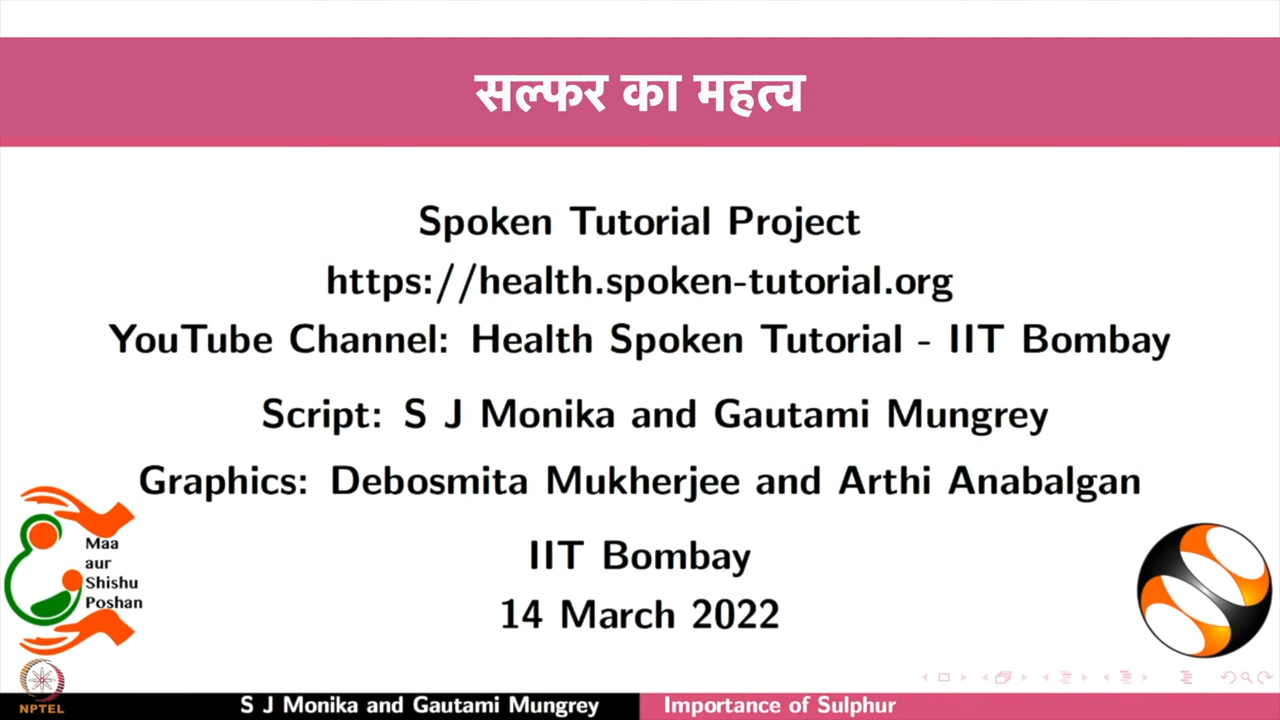 सल्फर का महत्व
Spoken Tutorial Project
https://health.spoken-tutorial.org
YouTube Channel: Health Spoken Tutorial - IIT Bombay
Script: S J Monika and Gautami Mungrey
Graphics: Debosmita Mukherjee and Arthi Anabalgan
IIT Bombay
14 March 2022
Maa
aur
Shishu
Poshan
NPTEL
S J Monika and Gautami Mungrey
Importance of Sulphur